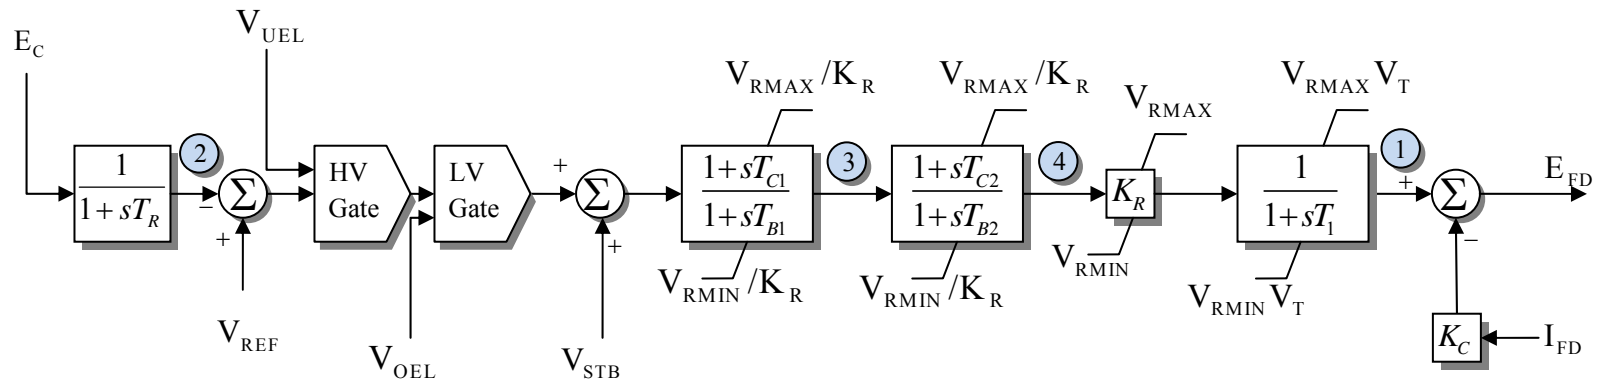 E_C
V_UEL
1
1 + sT_R
2
−
Σ
+
V_REF
HV
Gate
LV
Gate
V_OEL
+
Σ
+
V_STB
V_RMAX /K_R
1 + sT_C1
1 + sT_B1
V_RMIN /K_R
3
V_RMAX /K_R
1 + sT_C2
1 + sT_B2
V_RMIN /K_R
4
V_RMAX
K_R
V_RMIN
V_RMAX V_T
1
1 + sT_1
V_RMIN V_T
1
+
Σ
−
E_FD
K_C
I_FD